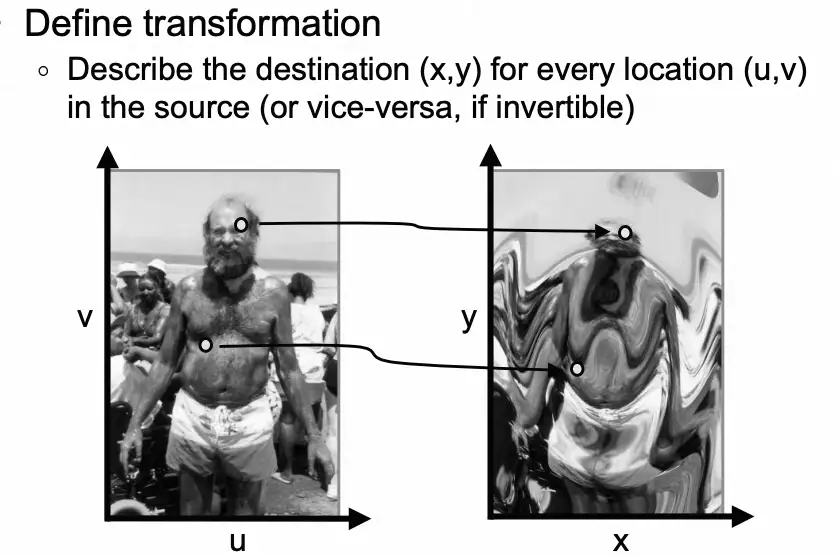 Define transformation
Describe the destination (x,y) for every location (u,v)
in the source (or vice-versa, if invertible)
v
y
u
x